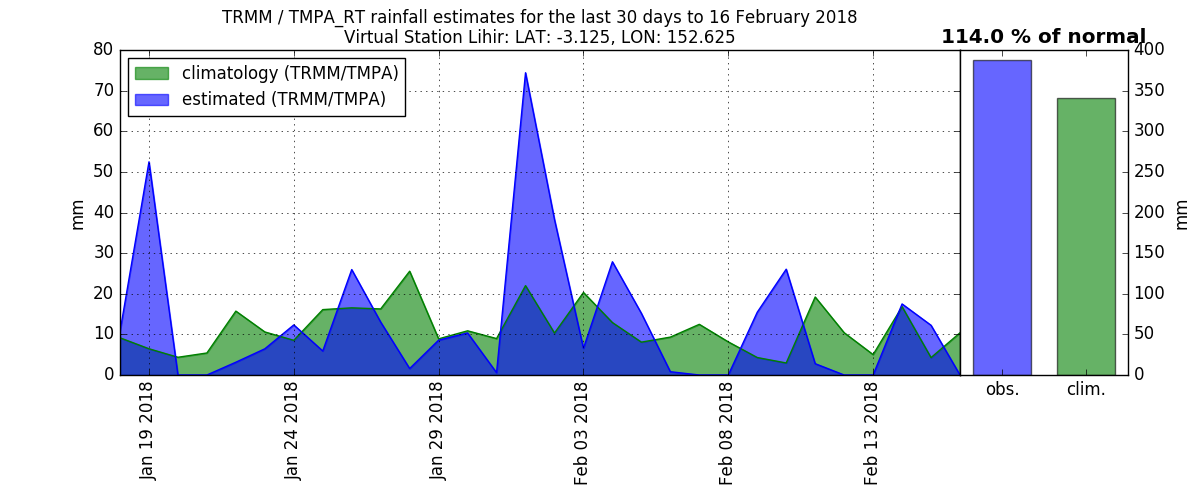 TRMM / TMPA_RT rainfall estimates for the last 30 days to 16 February 2018
Virtual Station Lihir: LAT: -3.125, LON: 152.625
114.0 % of normal
climatology (TRMM/TMPA)
estimated (TRMM/TMPA)
80
70
60
50
40
30
20
10
0
mm
400
350
300
250
200
150
100
50
0
mm
Jan 19 2018
Jan 24 2018
Jan 29 2018
Feb 03 2018
Feb 08 2018
Feb 13 2018
obs.
clim.